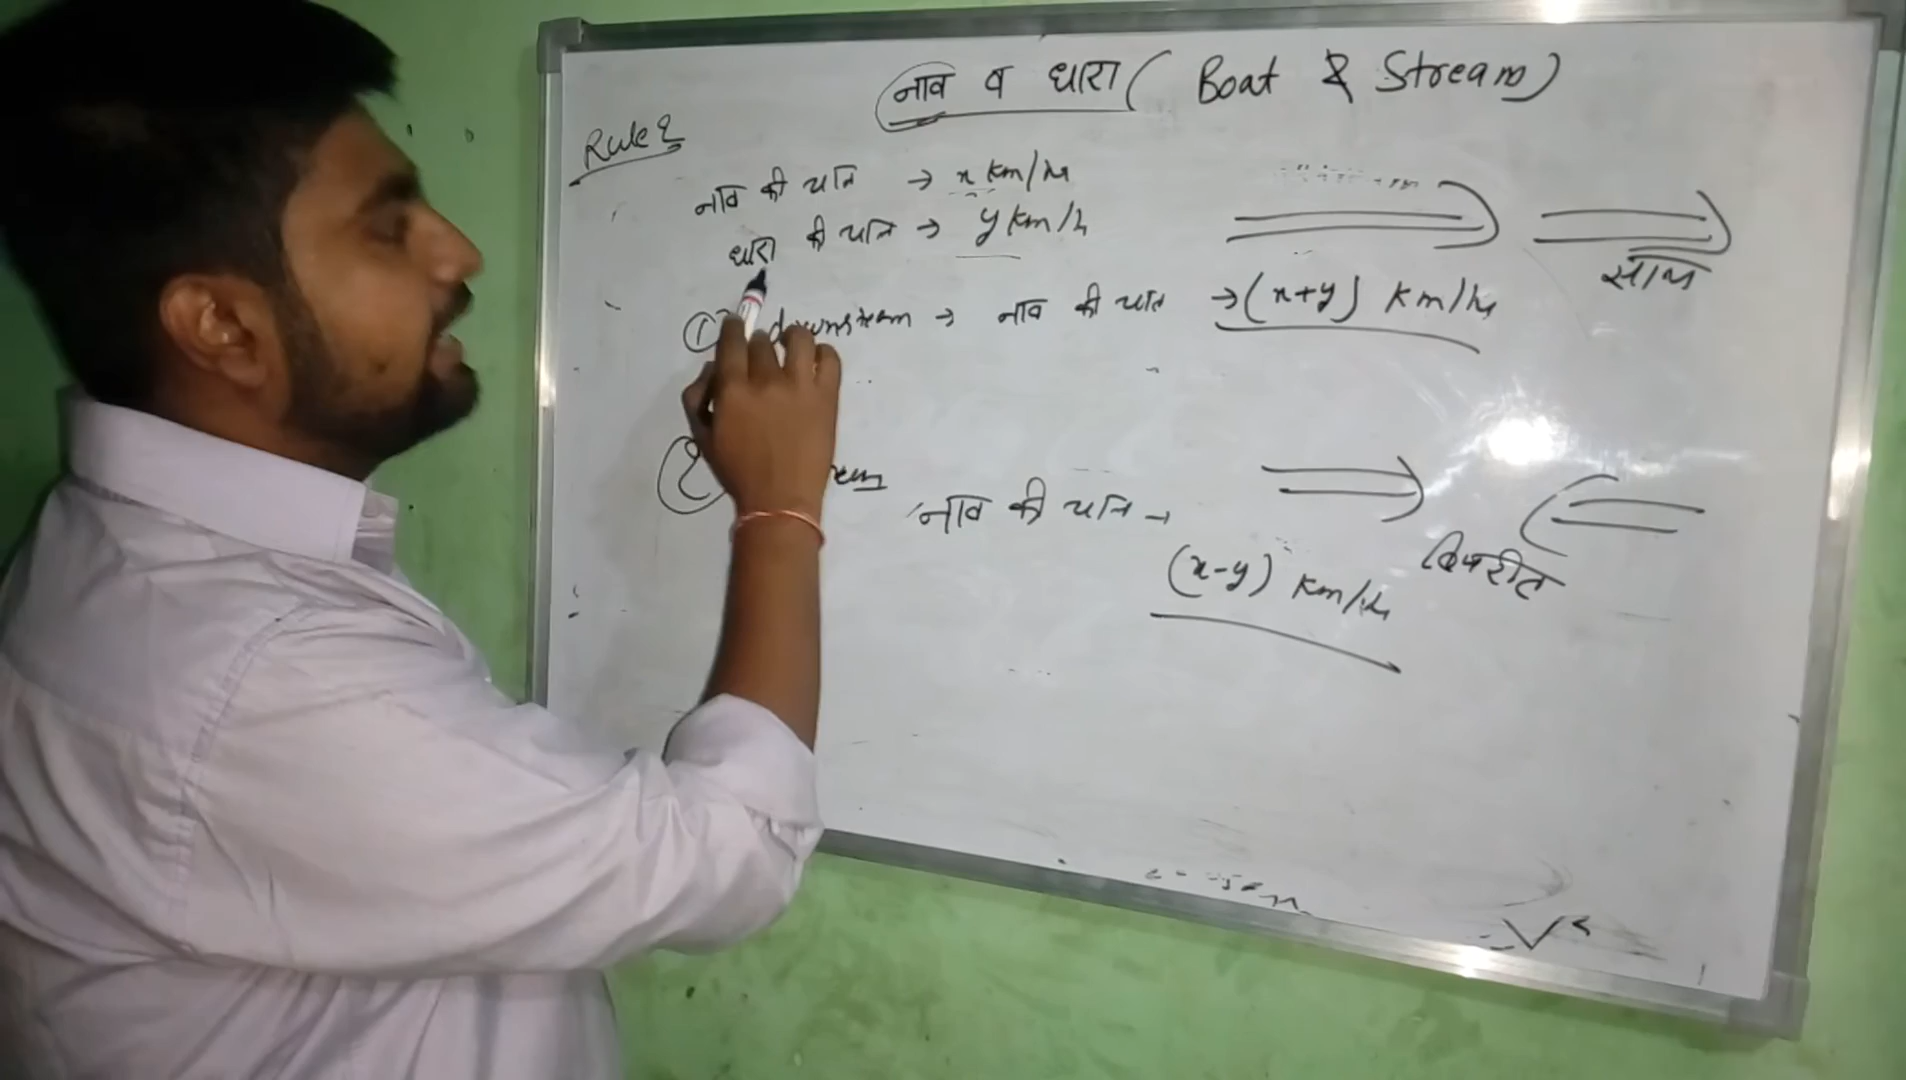 नाव व धारा ( Boat & Stream)
Rule
नाव की चाल → x km/hr
धारा की चाल → y km/h
① downstream → नाव की चाल → (x+y) km/hr
साथ
नाव की चाल →
(x-y) km/hr
विपरीत